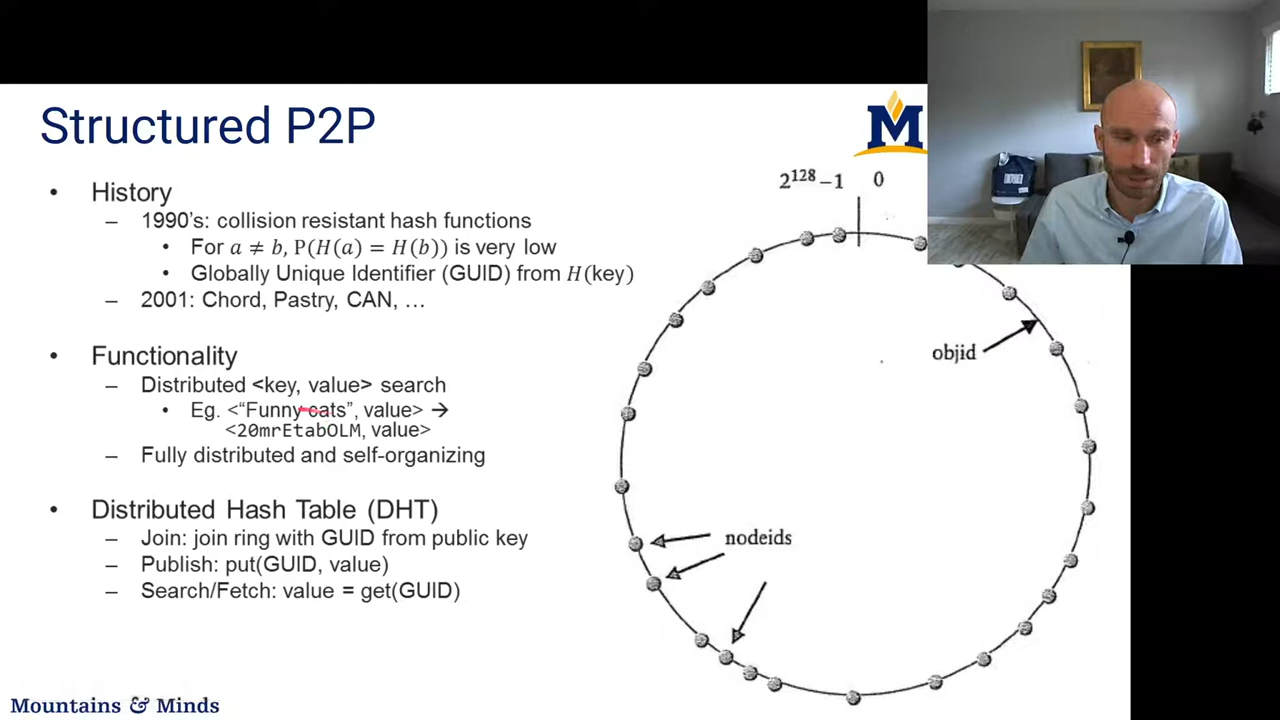 Structured P2P
• History
– 1990's: collision resistant hash functions
• For a ≠ b, P(H(a) = H(b)) is very low
• Globally Unique Identifier (GUID) from H(key)
– 2001: Chord, Pastry, CAN, …
• Functionality
– Distributed <key, value> search
• Eg. <“Funny cats”, value> →
<20mrEtabOLM, value>
– Fully distributed and self-organizing
• Distributed Hash Table (DHT)
– Join: join ring with GUID from public key
– Publish: put(GUID, value)
– Search/Fetch: value = get(GUID)
M
2^128 −1 0
objid
nodeids
Mountains & Minds